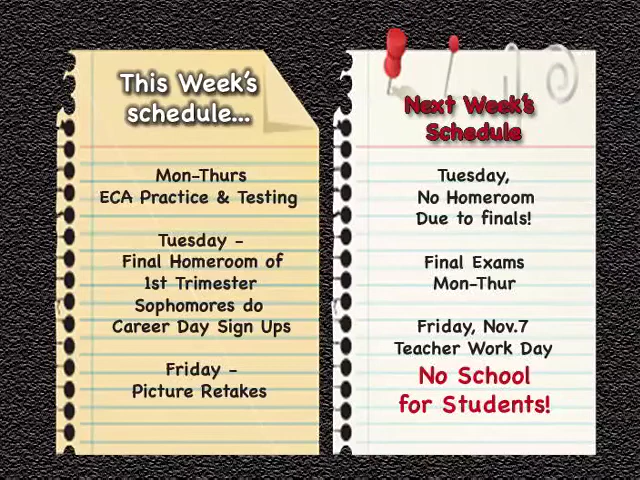 This Week's
schedule...
Mon-Thurs
ECA Practice & Testing
Tuesday -
Final Homeroom of
1st Trimester
Sophomores do
Career Day Sign Ups
Friday -
Picture Retakes
Next Week's
Schedule
Tuesday,
No Homeroom
Due to finals!
Final Exams
Mon-Thur
Friday, Nov.7
Teacher Work Day
No School
for Students!